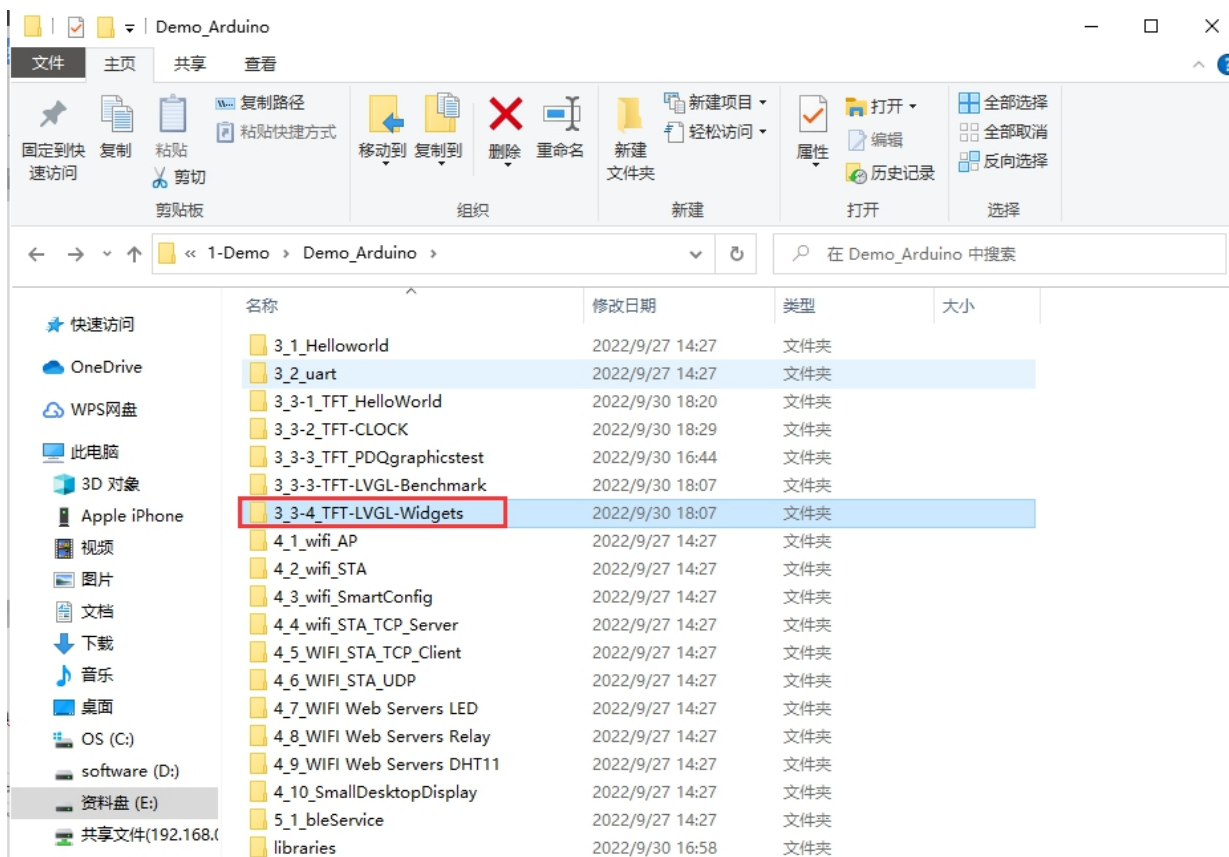 Demo_Arduino
文件 主页 共享 查看
固定到快速访问
复制
粘贴
复制路径
粘贴快捷方式
剪切
剪贴板
移动到 复制到 删除 重命名
组织
新建文件夹
新建项目
轻松访问
新建
属性
打开
编辑
历史记录
打开
全部选择
全部取消
反向选择
选择
« 1-Demo › Demo_Arduino ›
在 Demo_Arduino 中搜索
快速访问
OneDrive
WPS网盘
此电脑
3D 对象
Apple iPhone
视频
图片
文档
下载
音乐
桌面
OS (C:)
software (D:)
资料盘 (E:)
共享文件(192.168.
名称 修改日期 类型 大小
3_1_Helloworld 2022/9/27 14:27 文件夹
3_2_uart 2022/9/27 14:27 文件夹
3_3-1_TFT_HelloWorld 2022/9/30 18:20 文件夹
3_3-2_TFT-CLOCK 2022/9/30 18:29 文件夹
3_3-3_TFT_PDQgraphicstest 2022/9/30 16:44 文件夹
3_3-3-TFT-LVGL-Benchmark 2022/9/30 18:07 文件夹
3_3-4_TFT-LVGL-Widgets 2022/9/30 18:07 文件夹
4_1_wifi_AP 2022/9/27 14:27 文件夹
4_2_wifi_STA 2022/9/27 14:27 文件夹
4_3_wifi_SmartConfig 2022/9/27 14:27 文件夹
4_4_wifi_STA_TCP_Server 2022/9/27 14:27 文件夹
4_5_WIFI_STA_TCP_Client 2022/9/27 14:27 文件夹
4_6_WIFI_STA_UDP 2022/9/27 14:27 文件夹
4_7_WIFI Web Servers LED 2022/9/27 14:27 文件夹
4_8_WIFI Web Servers Relay 2022/9/27 14:27 文件夹
4_9_WIFI Web Servers DHT11 2022/9/27 14:27 文件夹
4_10_SmallDesktopDisplay 2022/9/27 14:27 文件夹
5_1_bleService 2022/9/27 14:27 文件夹
libraries 2022/9/30 16:58 文件夹